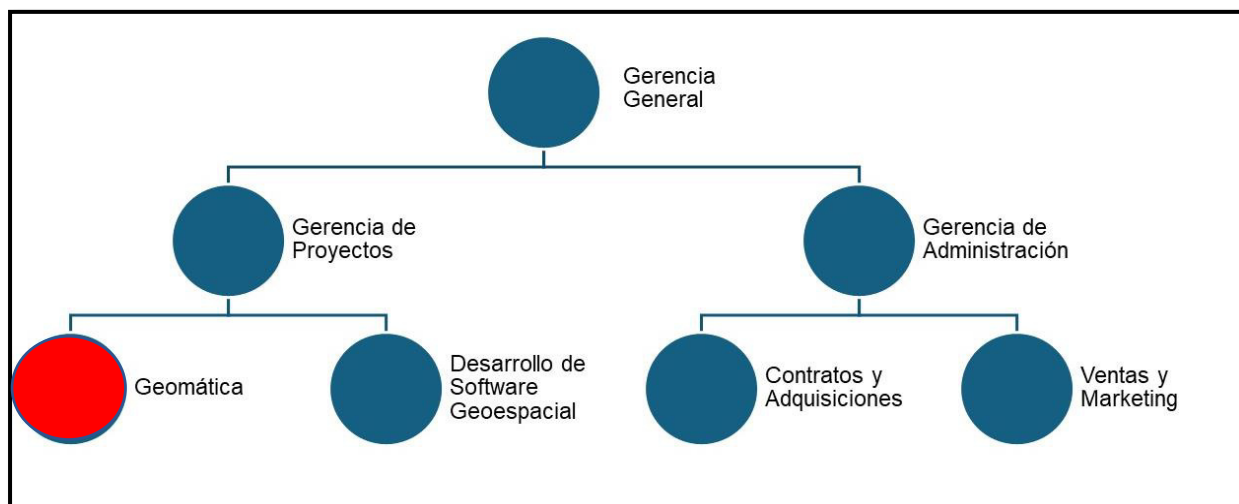 Gerencia
General
Gerencia de
Proyectos
Gerencia de
Administración
Geomática
Desarrollo de
Software
Geoespacial
Contratos y
Adquisiciones
Ventas y
Marketing